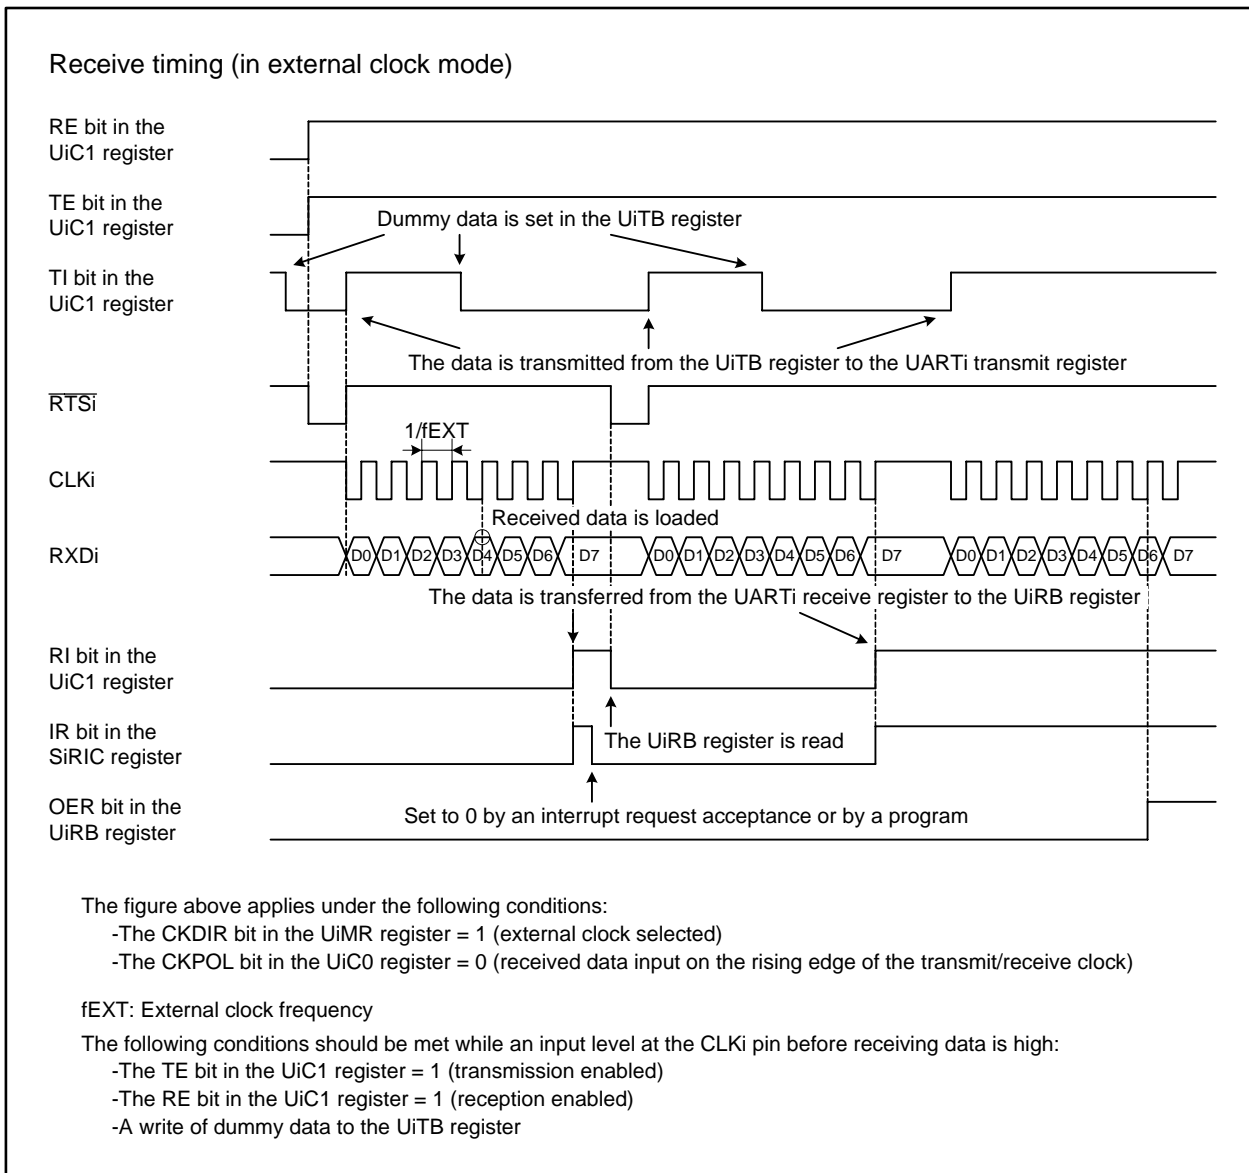 Receive timing (in external clock mode)
RE bit in the
UiC1 register
TE bit in the
UiC1 register
Dummy data is set in the UiTB register
TI bit in the
UiC1 register
The data is transmitted from the UiTB register to the UARTi transmit register
RTSi
1/fEXT
CLKi
Received data is loaded
RXDi
D0 D1 D2 D3 D4 D5 D6 D7 D0 D1 D2 D3 D4 D5 D6 D7 D0 D1 D2 D3 D4 D5 D6 D7
The data is transferred from the UARTi receive register to the UiRB register
RI bit in the
UiC1 register
The UiRB register is read
IR bit in the
SiRIC register
Set to 0 by an interrupt request acceptance or by a program
OER bit in the
UiRB register
The figure above applies under the following conditions:
-The CKDIR bit in the UiMR register = 1 (external clock selected)
-The CKPOL bit in the UiC0 register = 0 (received data input on the rising edge of the transmit/receive clock)
fEXT: External clock frequency
The following conditions should be met while an input level at the CLKi pin before receiving data is high:
-The TE bit in the UiC1 register = 1 (transmission enabled)
-The RE bit in the UiC1 register = 1 (reception enabled)
-A write of dummy data to the UiTB register